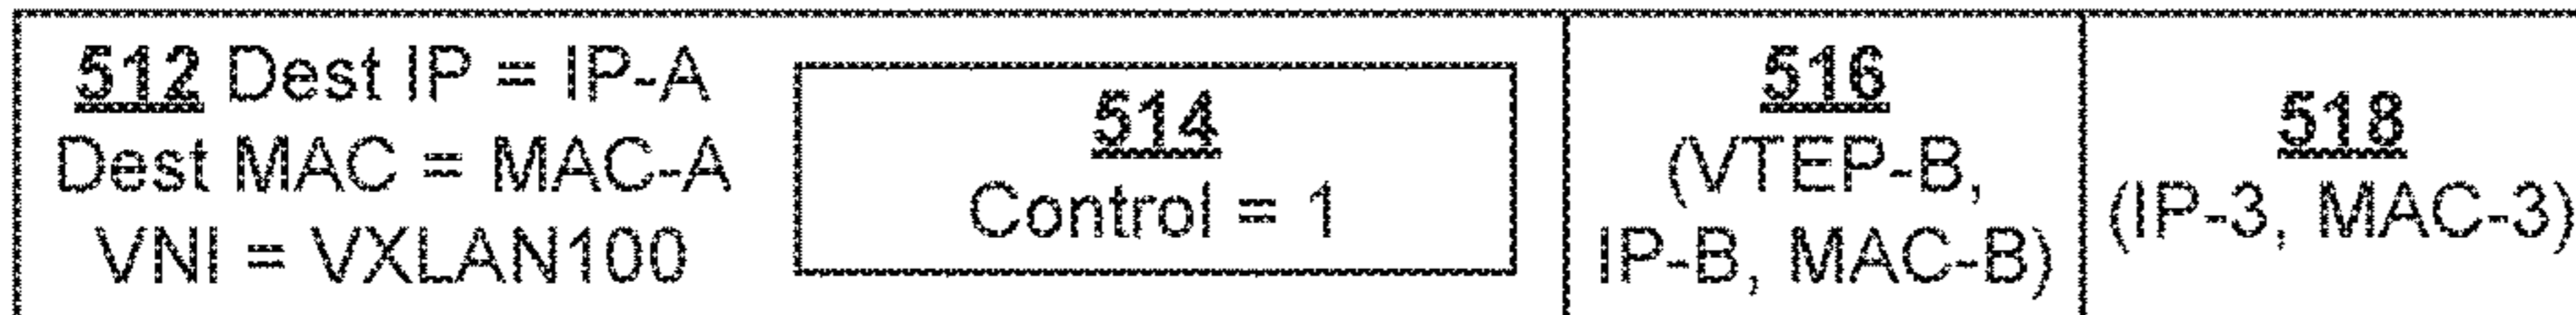 512 Dest IP = IP-A
Dest MAC = MAC-A
VNI = VXLAN100
514
Control = 1
516
(VTEP-B,
IP-B, MAC-B)
518
(IP-3, MAC-3)